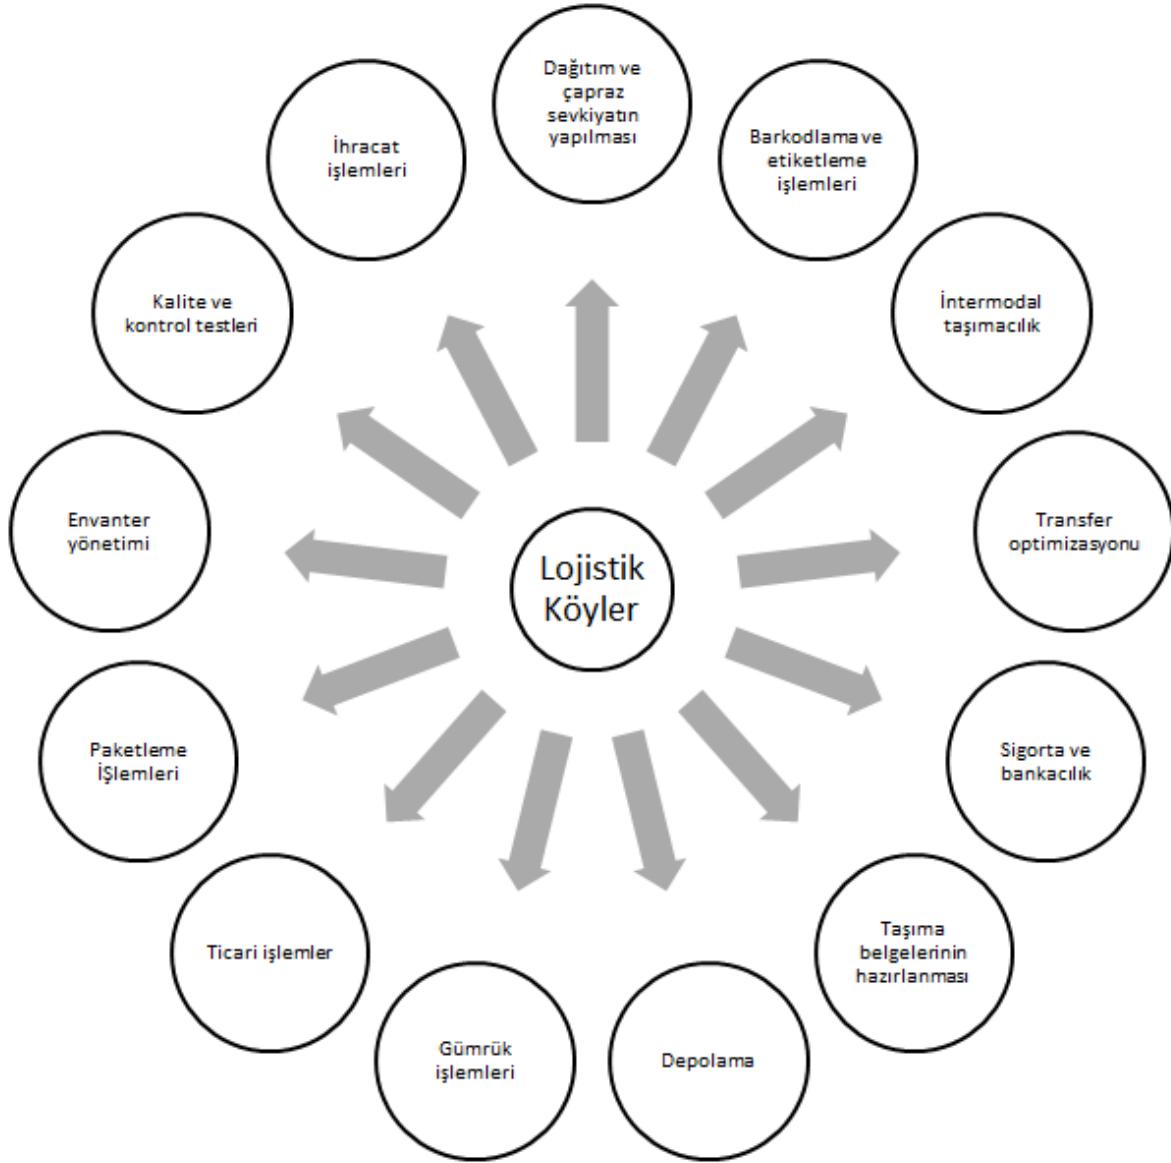 Dağıtım ve
çapraz
sevkiyatın
yapılması
Barkodlama ve
etiketleme
işlemleri
İntermodal
taşımacılık
Transfer
optimizasyonu
Sigorta ve
bankacılık
Taşıma
belgelerinin
hazırlanması
Depolama
Gümrük
işlemleri
Ticari işlemler
Paketleme
İŞlemleri
Envanter
yönetimi
Kalite ve
kontrol testleri
İhracat
işlemleri
Lojistik
Köyler